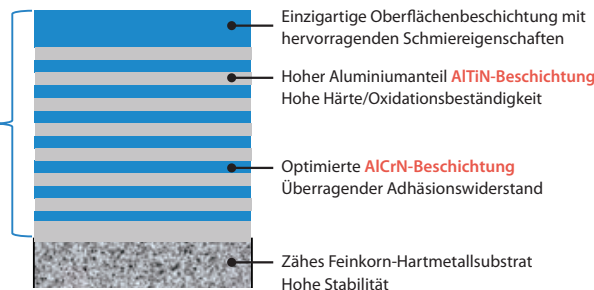 Einzigartige Oberflächenbeschichtung mit
hervorragenden Schmiereigenschaften
Hoher Aluminiumanteil AlTiN-Beschichtung
Hohe Härte/Oxidationsbeständigkeit
Optimierte AlCrN-Beschichtung
Überragender Adhäsionswiderstand
Zähes Feinkorn-Hartmetallsubstrat
Hohe Stabilität